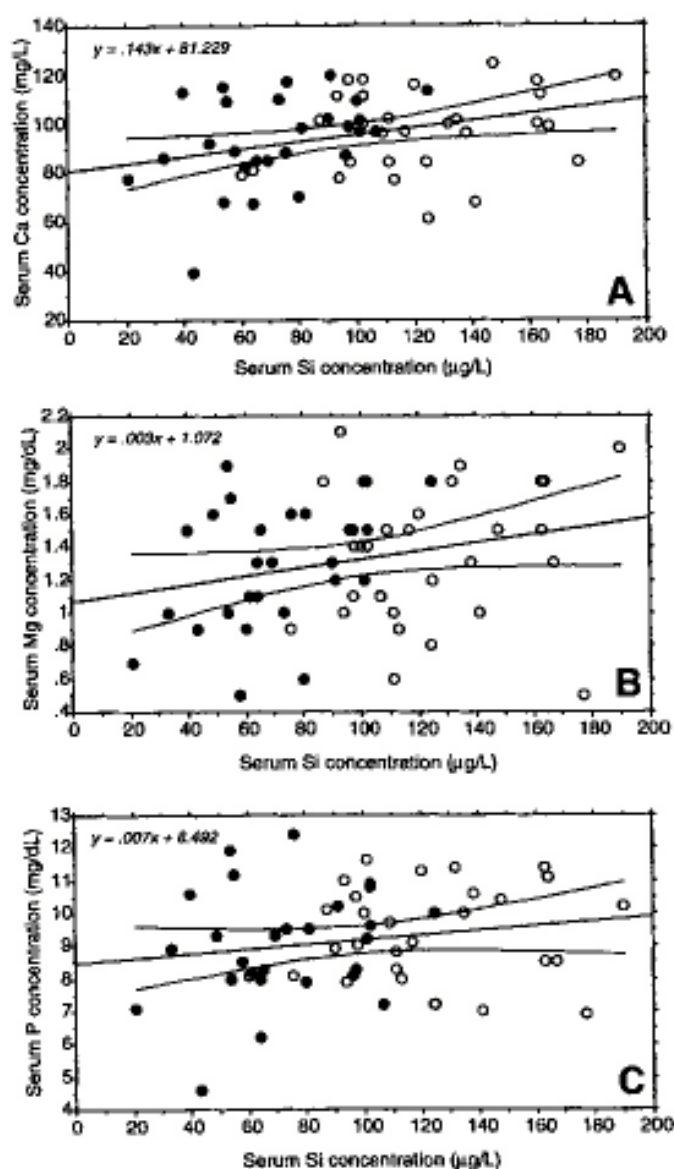 140
120
100
80
60
40
20
y = .143x + 81.229
Serum Ca concentration (mg/L)
A
0 20 40 60 80 100 120 140 160 180 200
Serum Si concentration (µg/L)
2.2
2
1.8
1.6
1.4
1.2
1
.8
.6
.4
y = .003x + 1.072
Serum Mg concentration (mg/dL)
B
0 20 40 60 80 100 120 140 160 180 200
Serum Si concentration (µg/L)
13
12
11
10
9
8
7
6
5
4
y = .007x + 8.492
Serum P concentration (mg/dL)
C
0 20 40 60 80 100 120 140 160 180 200
Serum Si concentration (µg/L)